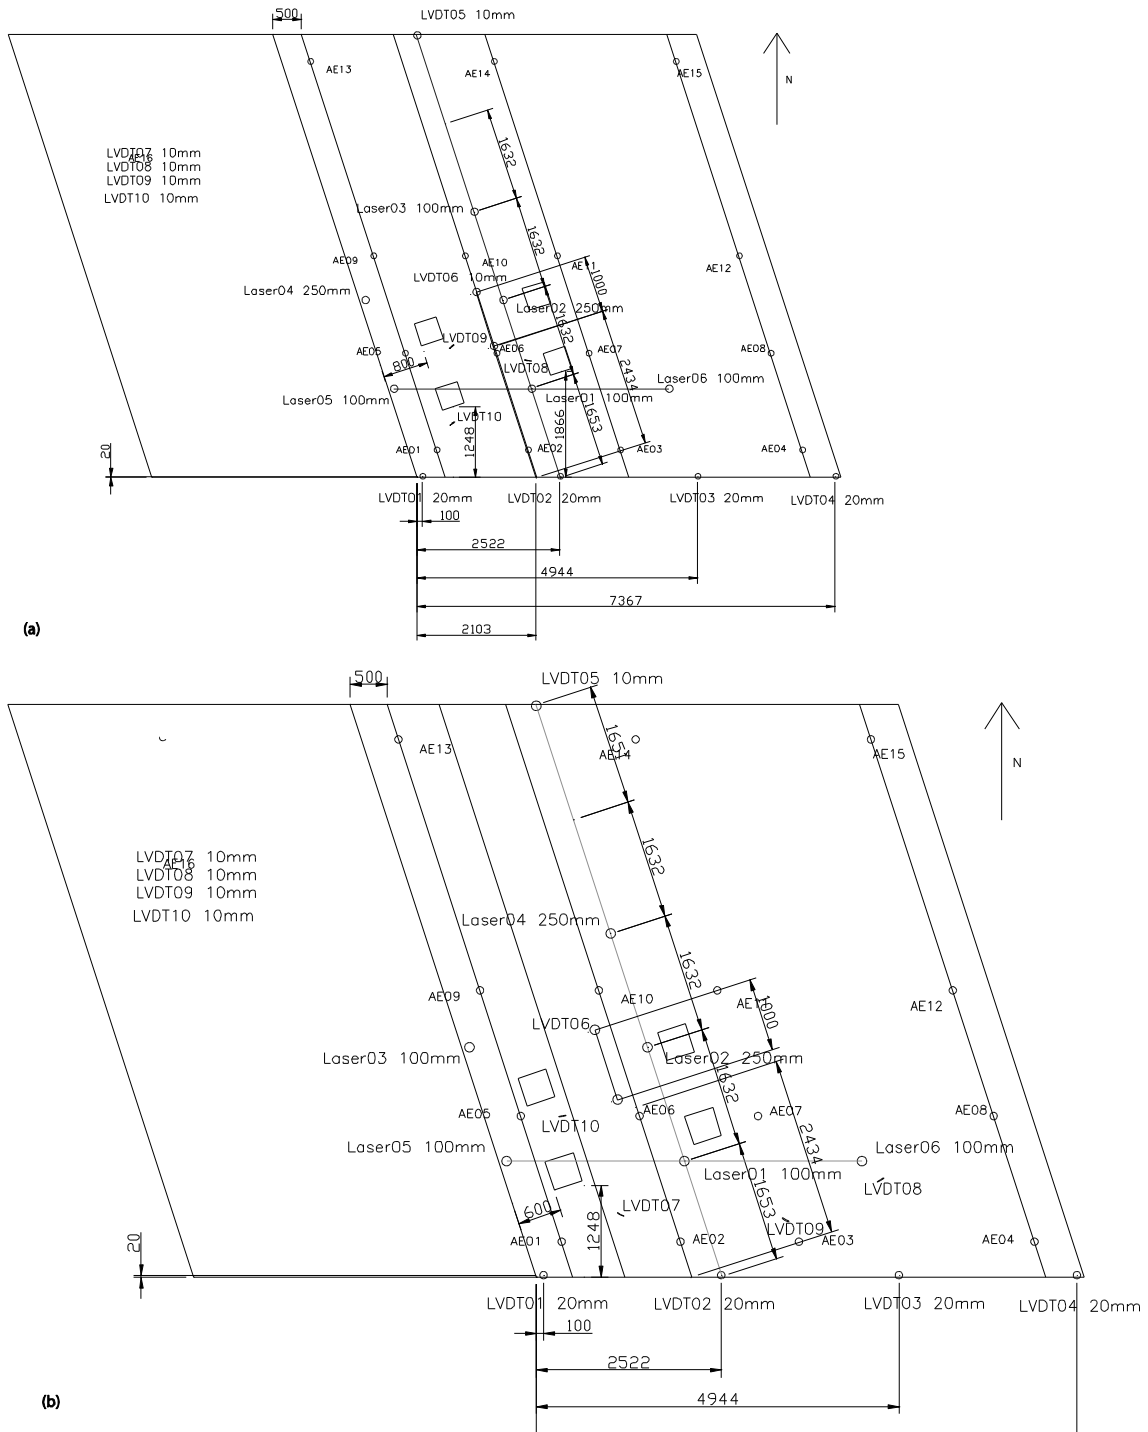 500
LVDT05 10mm
AE13
AE14
AE15
N
1632
LVDT07 10mm
AE16
LVDT08 10mm
LVDT09 10mm
LVDT10 10mm
Laser03 100mm
1632
AE09
AE10
AE11
AE12
LVDT06 10mm
1000
Laser04 250mm
Laser02 250mm
1632
LVDT09
AE05
AE06
AE07
AE08
800
LVDT08
2434
Laser06 100mm
Laser05 100mm
Laser01 100mm
LVDT10
1248
1866
1653
20
AE01
AE02
AE03
AE04
LVDT01 20mm
LVDT02 20mm
LVDT03 20mm
LVDT04 20mm
100
2522
4944
7367
2103
(a)
500
LVDT05 10mm
AE13
1651
AE14
AE15
N
1632
LVDT07 10mm
AE16
LVDT08 10mm
LVDT09 10mm
LVDT10 10mm
Laser04 250mm
1632
AE09
AE10
AE11
AE12
1000
LVDT06
Laser03 100mm
Laser02 250mm
1632
AE05
AE06
AE07
AE08
LVDT10
2434
Laser05 100mm
Laser06 100mm
Laser01 100mm
LVDT08
1653
600
LVDT07
LVDT09
1248
20
AE01
AE02
AE03
AE04
LVDT01 20mm
LVDT02 20mm
LVDT03 20mm
LVDT04 20mm
100
2522
4944
(b)